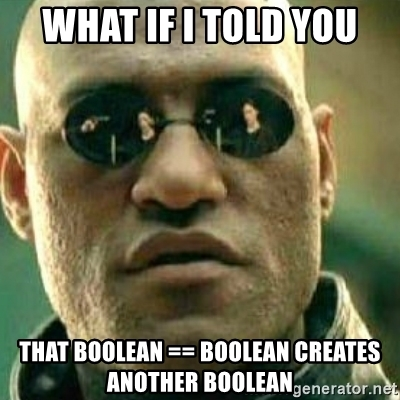 WHAT IF I TOLD YOU
THAT BOOLEAN == BOOLEAN CREATES
ANOTHER BOOLEAN
generator.net